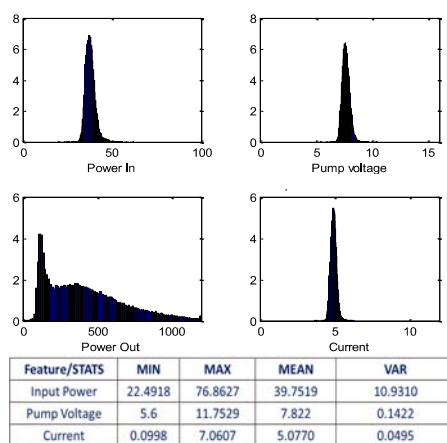 8
6
4
2
0
0 50 100
Power In
8
6
4
2
0
0 5 10 15
Pump voltage
6
4
2
0
0 500 1000
Power Out
6
4
2
0
0 5 10
Current
Feature/STATS MIN MAX MEAN VAR
Input Power 22.4918 76.8627 39.7519 10.9310
Pump Voltage 5.6 11.7529 7.822 0.1422
Current 0.0998 7.0607 5.0770 0.0495